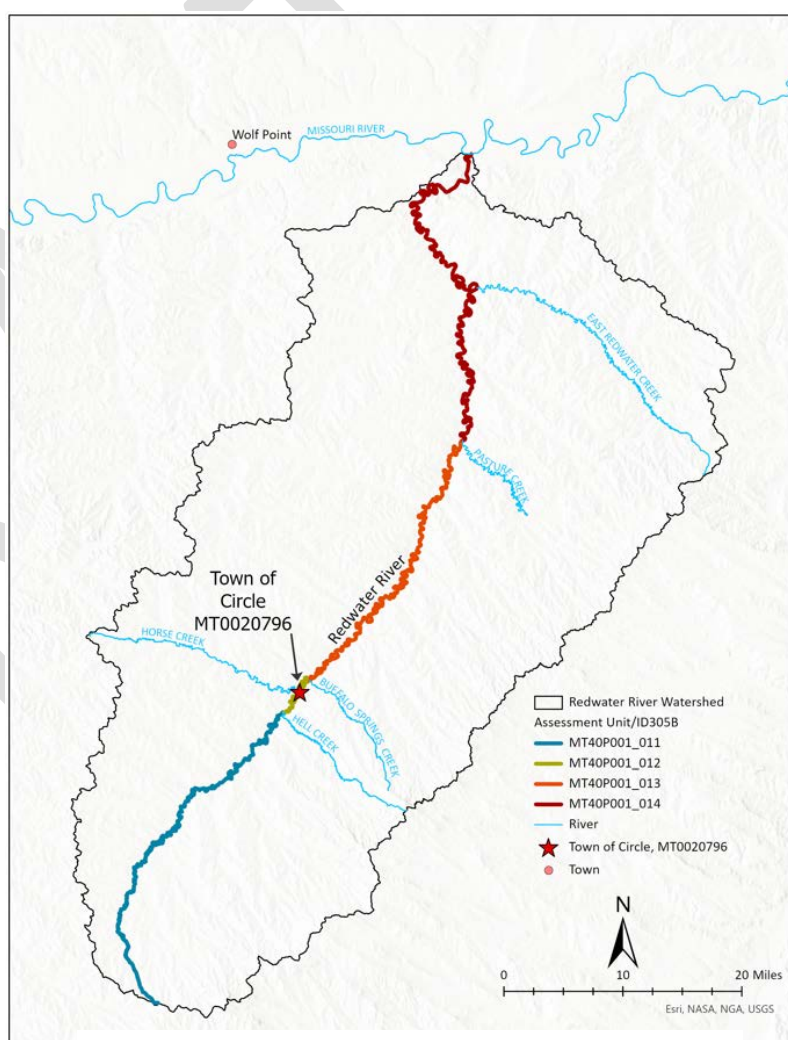 Wolf Point
MISSOURI RIVER
EAST REDWATER CREEK
PASTURE CREEK
Redwater River
Town of
Circle
MT0020796
HORSE CREEK
BUFFALO SPRINGS CREEK
HELL CREEK
Redwater River Watershed
Assessment Unit/ID305B
MT40P001_011
MT40P001_012
MT40P001_013
MT40P001_014
River
Town of Circle, MT0020796
Town
N
0 10 20 Miles
Esri, NASA, NGA, USGS